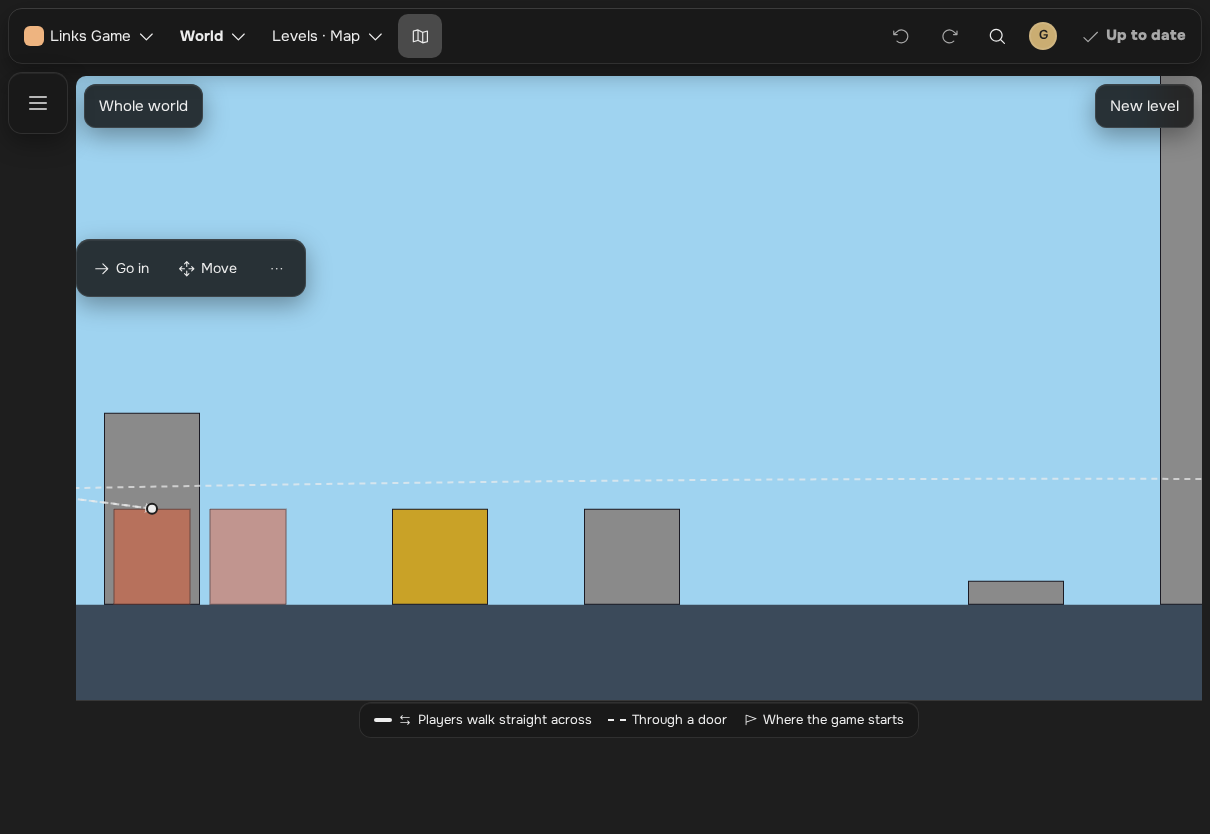 Links Game
World
Levels · Map
G
Up to date
Whole world
New level
Go in
Move
Players walk straight across
Through a door
Where the game starts